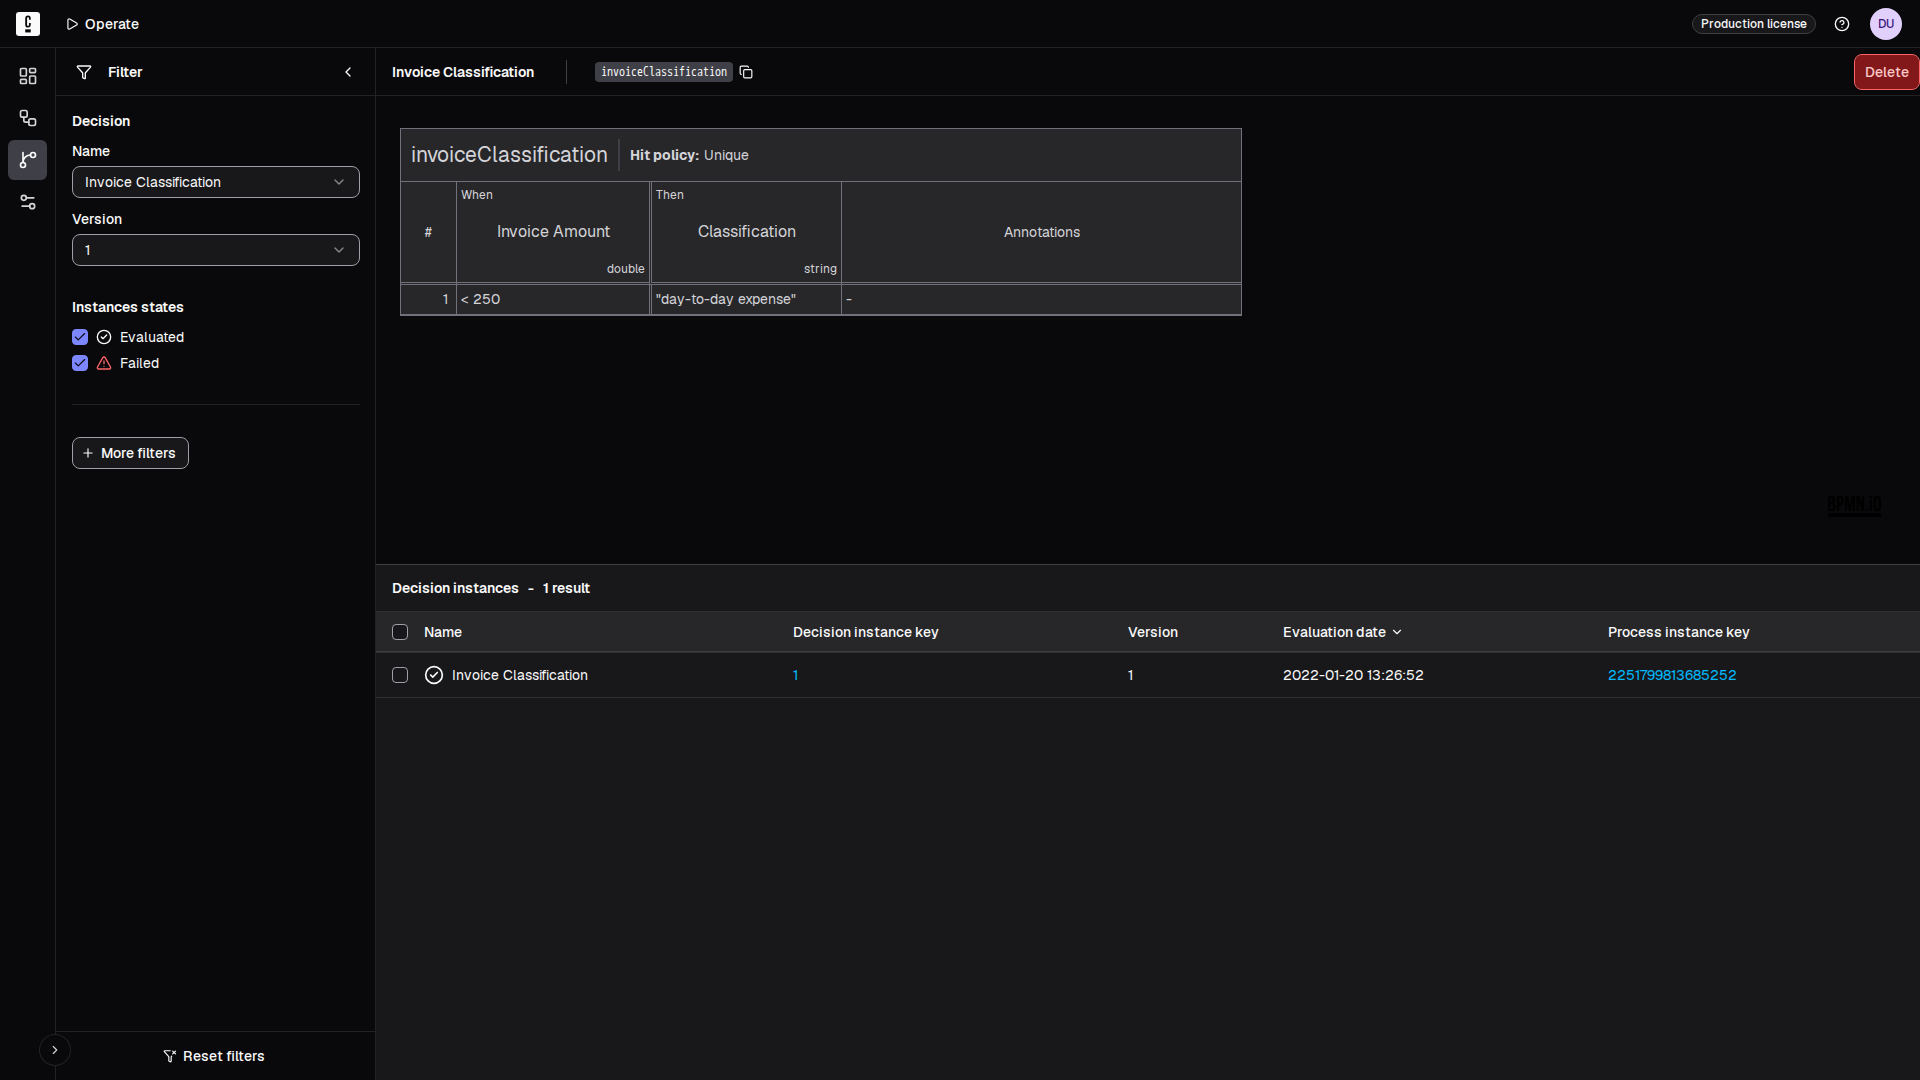 Operate
Production license
DU
Filter
Invoice Classification
invoiceClassification
Delete
Decision
Name
Invoice Classification
Version
1
Instances states
Evaluated
Failed
More filters
Reset filters
invoiceClassification
Hit policy: Unique
When
Then
#
Invoice Amount
Classification
Annotations
double
string
1
< 250
"day-to-day expense"
-
BPMN.iO
Decision instances - 1 result
Name
Decision instance key
Version
Evaluation date
Process instance key
Invoice Classification
1
1
2022-01-20 13:26:52
2251799813685252